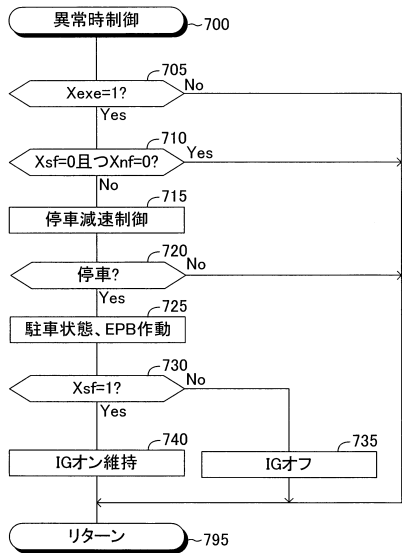 異常時制御
700
705
Xexe=1?
No
Yes
710
Xsf=0且つXnf=0?
Yes
No
715
停車減速制御
720
停車?
No
Yes
725
駐車状態、EPB作動
730
Xsf=1?
No
Yes
740
735
IGオン維持
IGオフ
リターン
795